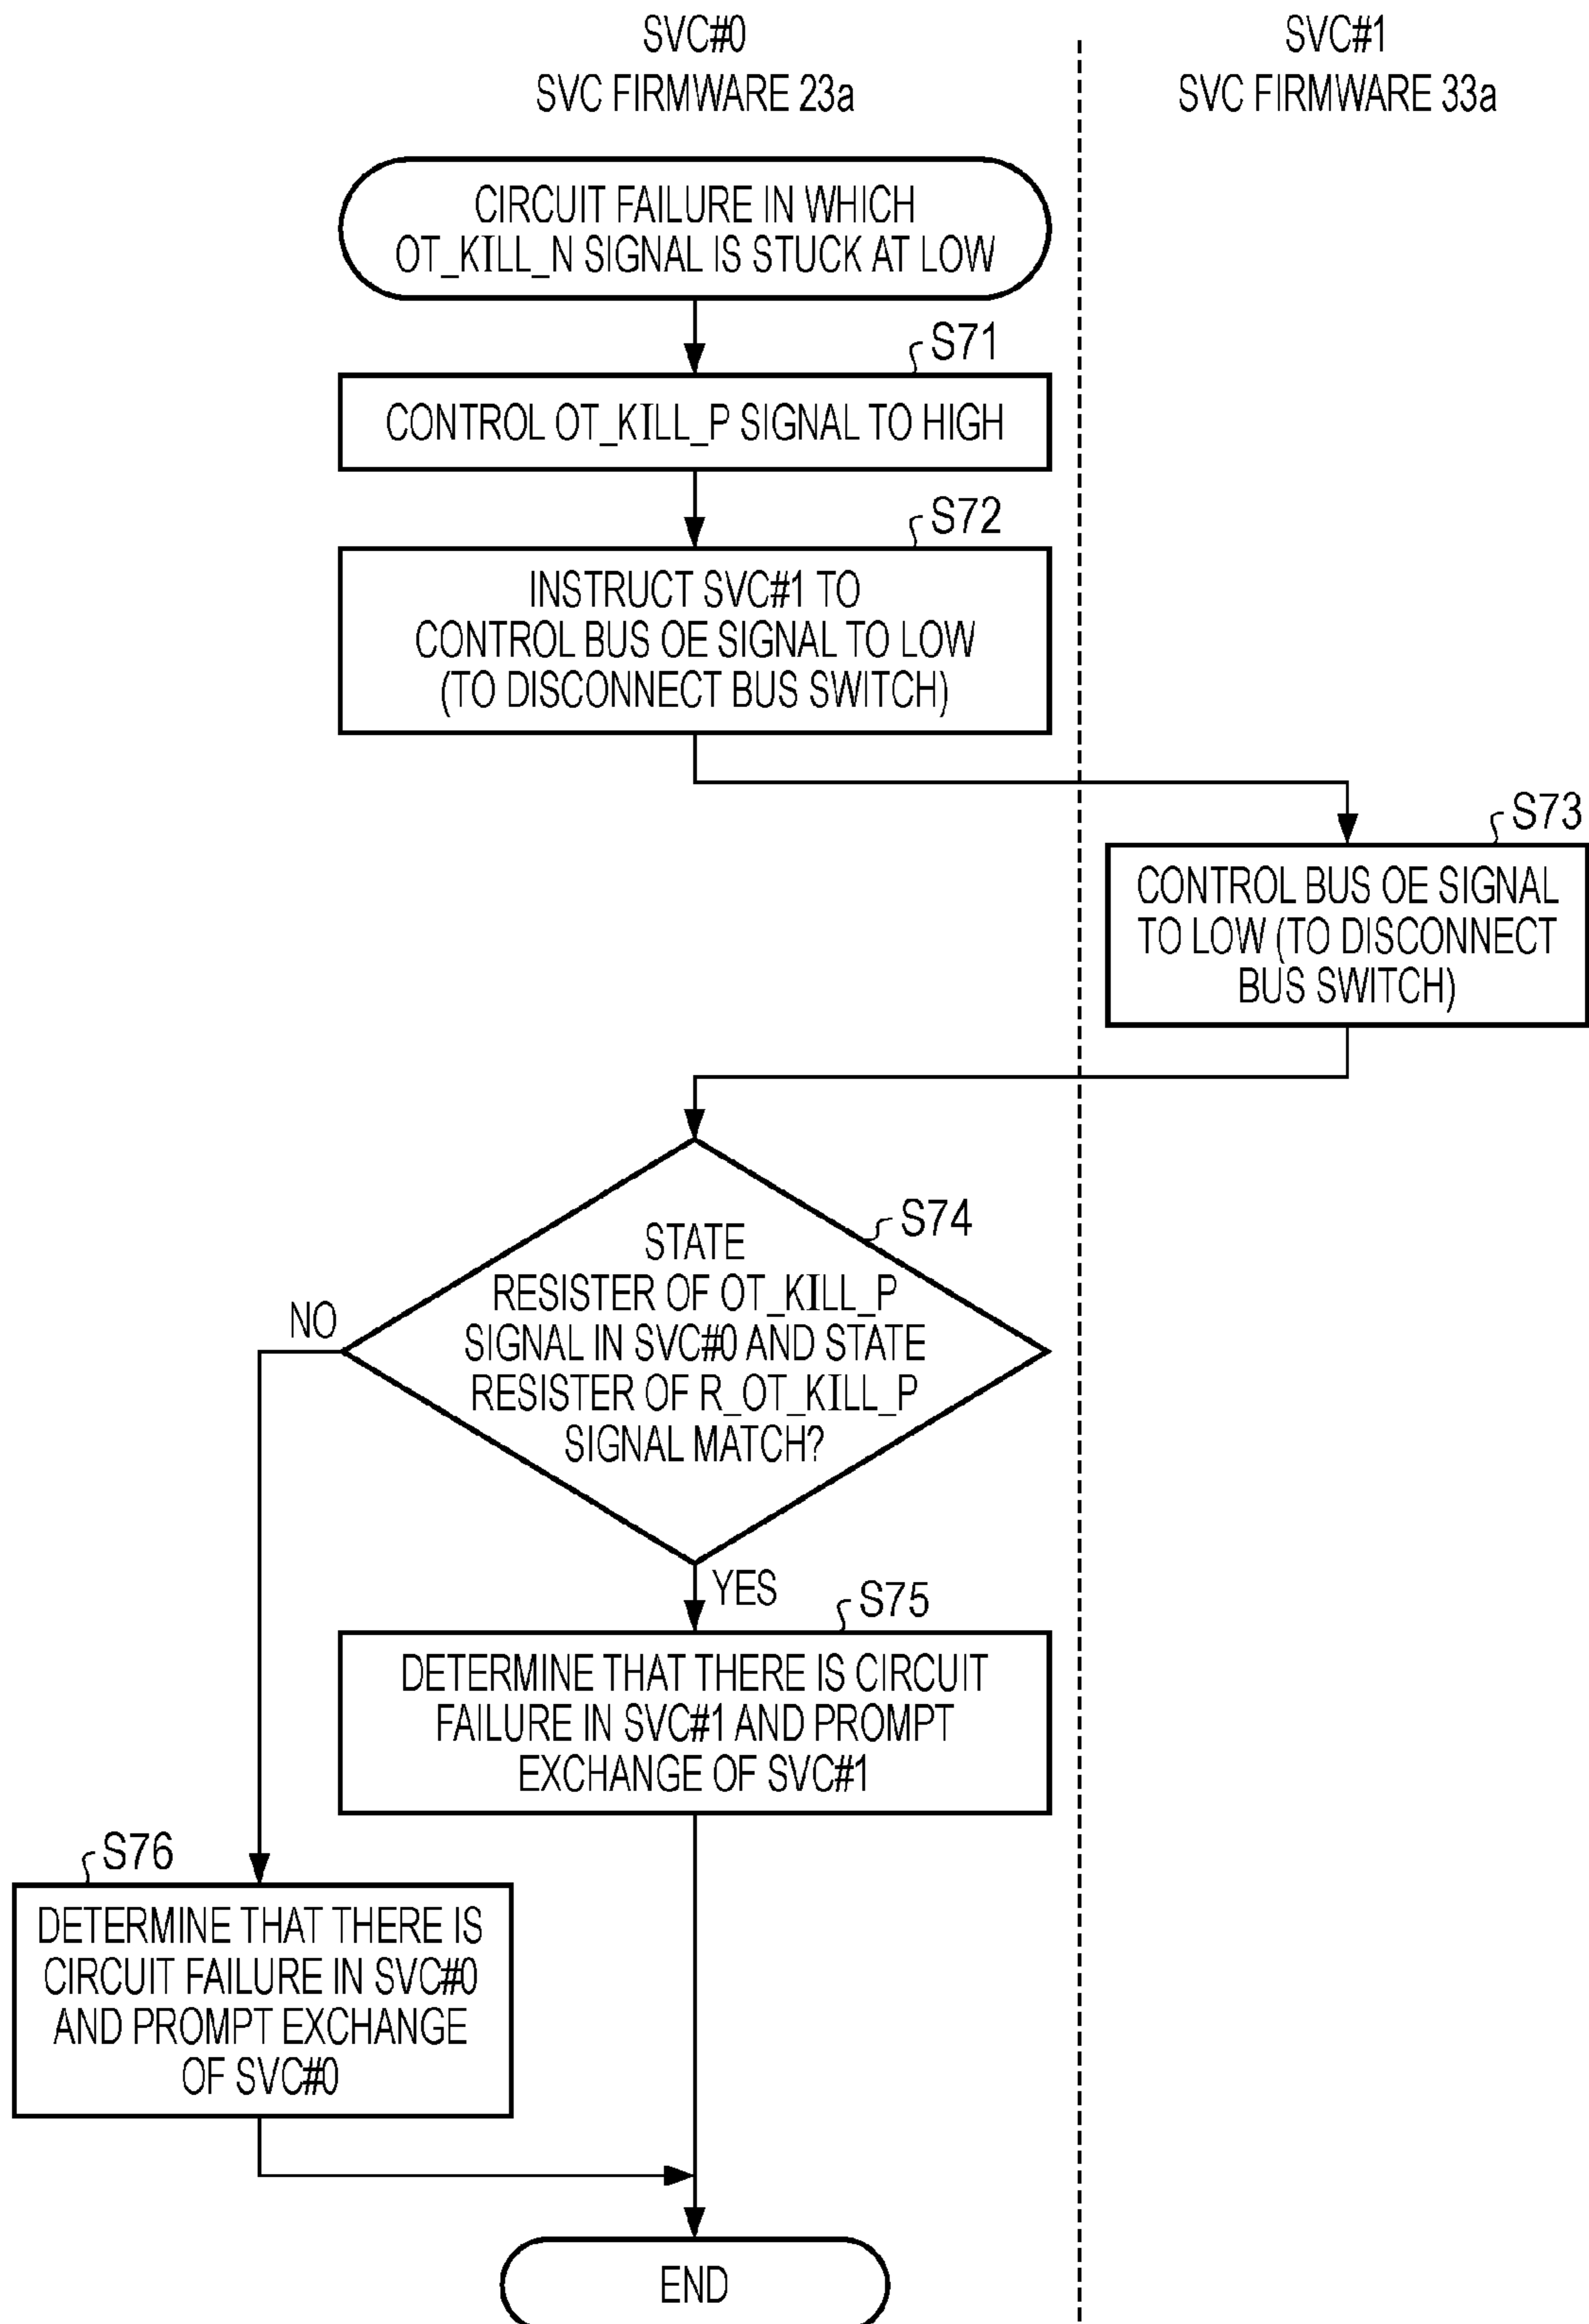 SVC#0
SVC FIRMWARE 23a
SVC#1
SVC FIRMWARE 33a
CIRCUIT FAILURE IN WHICH
OT_KILL_N SIGNAL IS STUCK AT LOW
S71
CONTROL OT_KILL_P SIGNAL TO HIGH
S72
INSTRUCT SVC#1 TO
CONTROL BUS OE SIGNAL TO LOW
(TO DISCONNECT BUS SWITCH)
S73
CONTROL BUS OE SIGNAL
TO LOW (TO DISCONNECT
BUS SWITCH)
S74
STATE
RESISTER OF OT_KILL_P
SIGNAL IN SVC#0 AND STATE
RESISTER OF R_OT_KILL_P
SIGNAL MATCH?
NO
YES
S75
DETERMINE THAT THERE IS CIRCUIT
FAILURE IN SVC#1 AND PROMPT
EXCHANGE OF SVC#1
S76
DETERMINE THAT THERE IS
CIRCUIT FAILURE IN SVC#0
AND PROMPT EXCHANGE
OF SVC#0
END